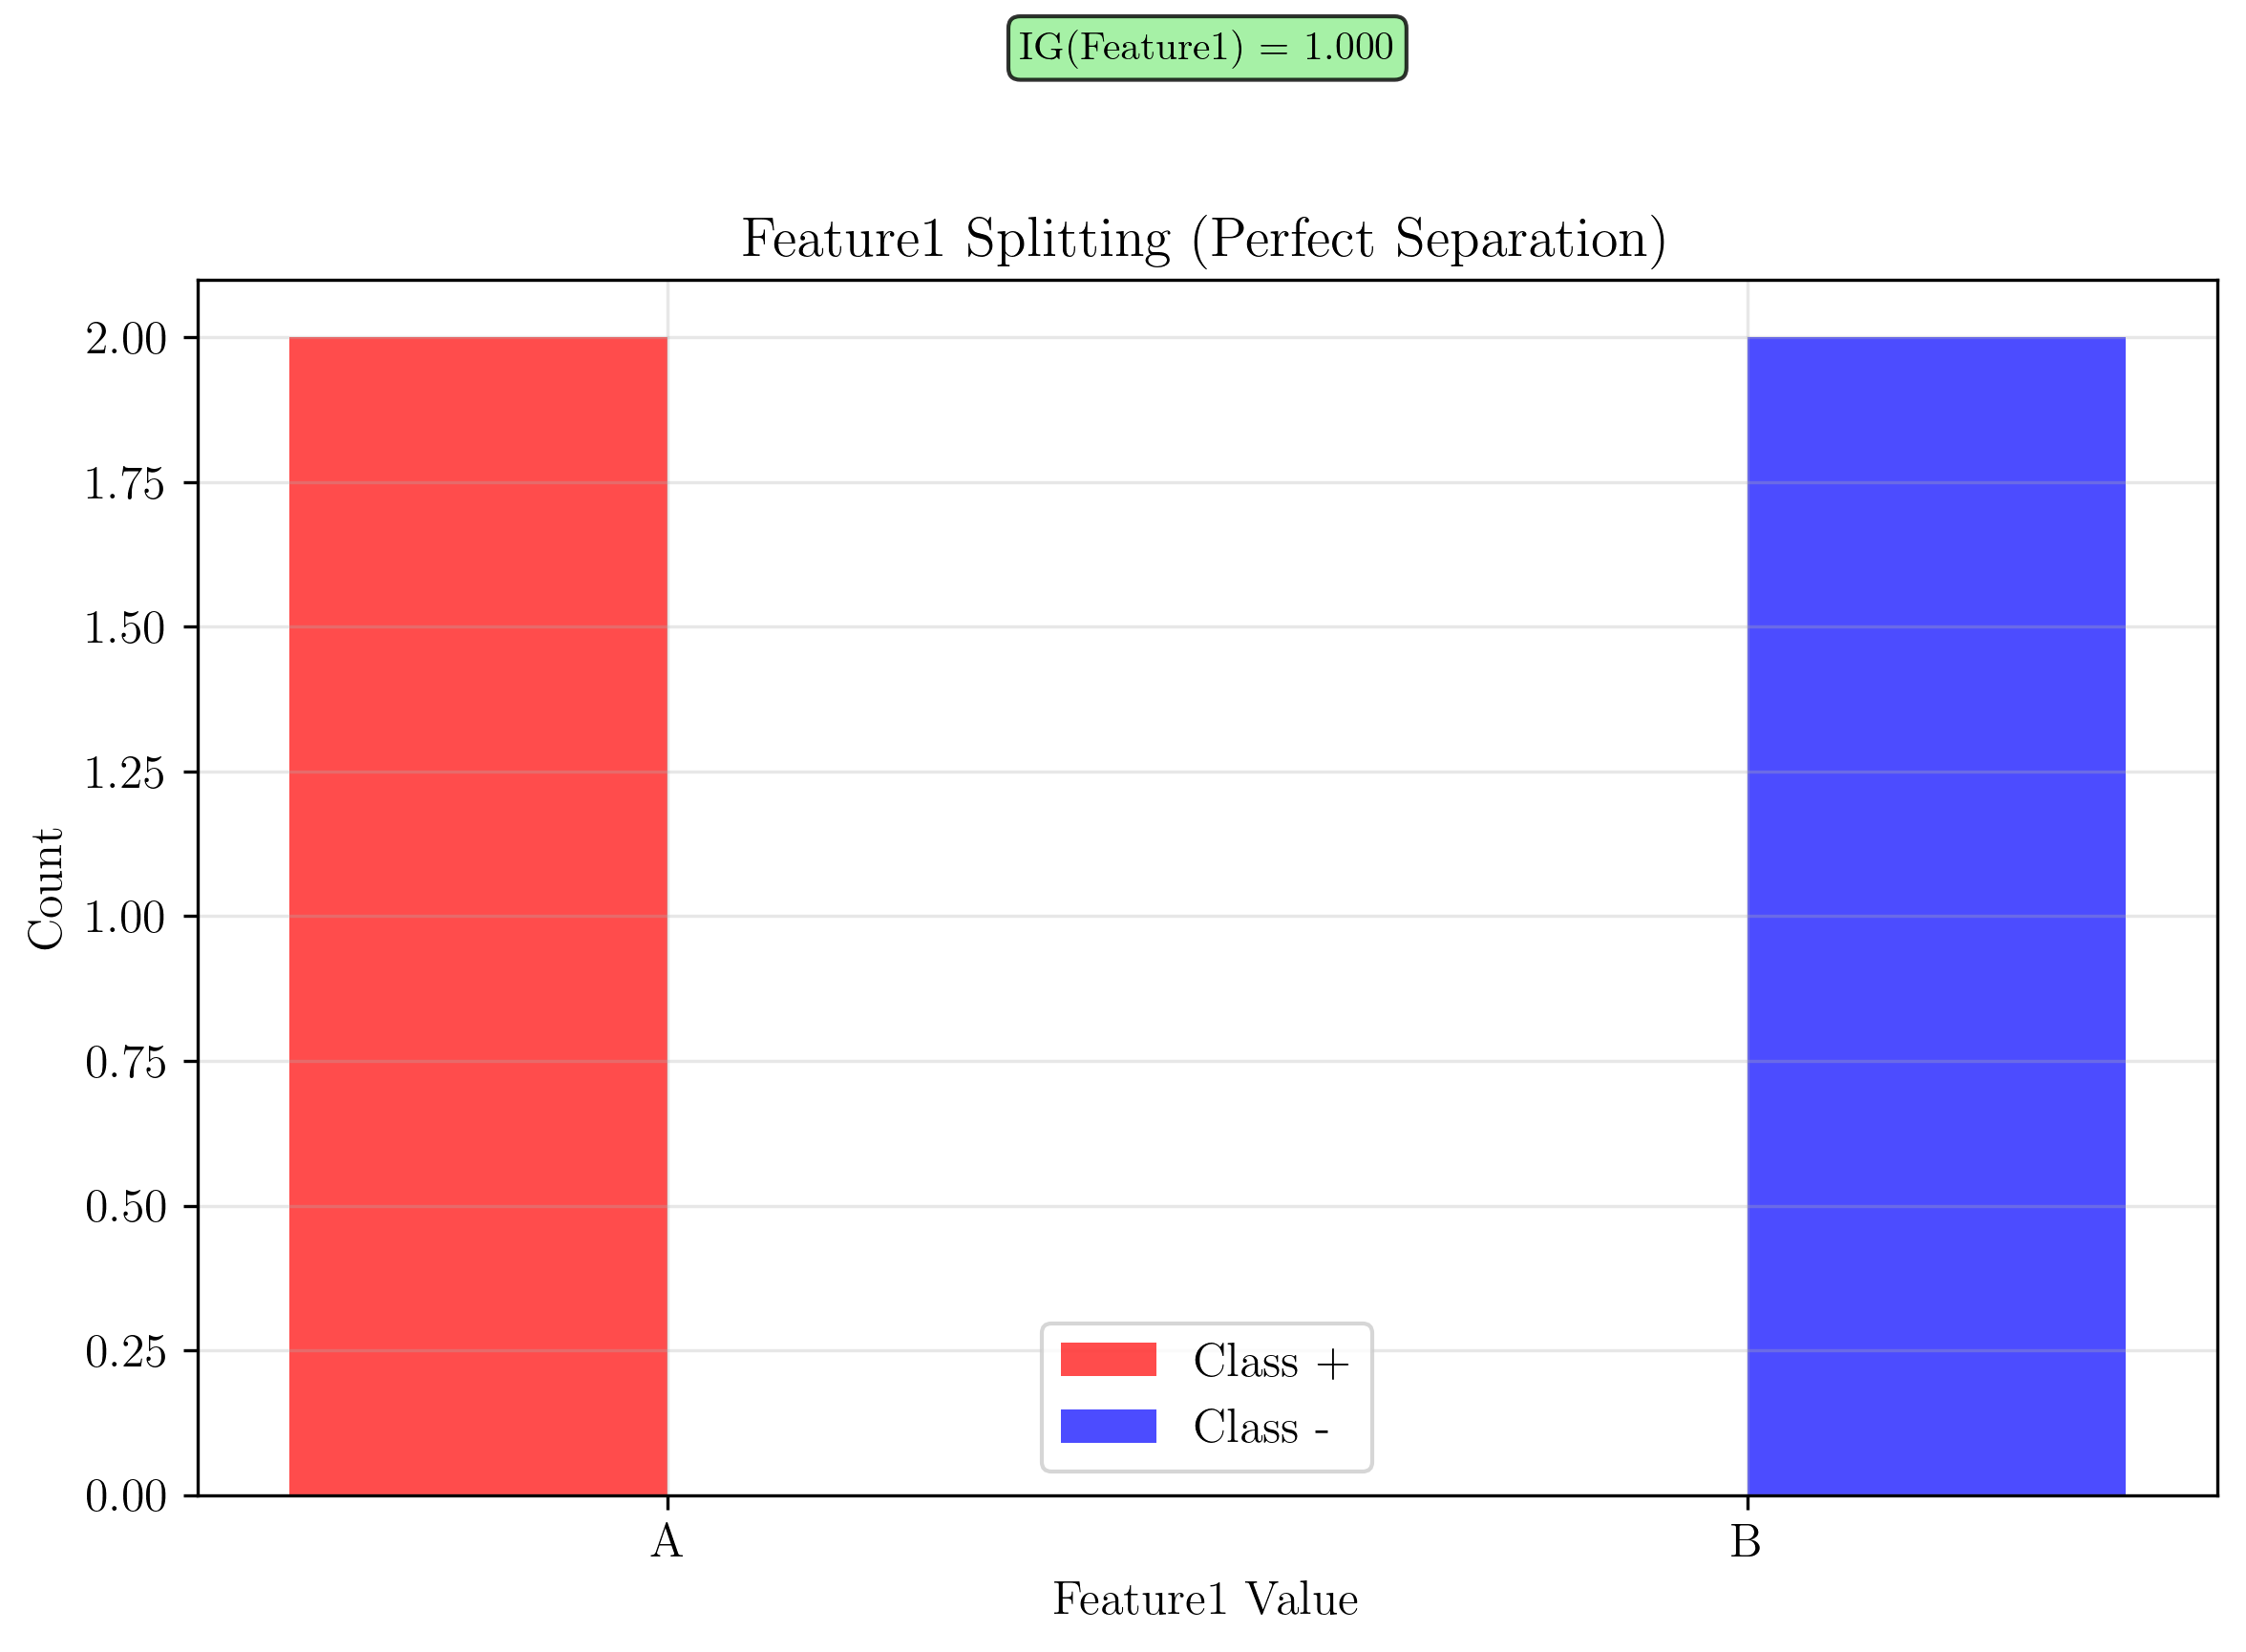 IG(Feature1) = 1.000
Feature1 Splitting (Perfect Separation)
2.00
1.75
1.50
1.25
1.00
0.75
0.50
0.25
0.00
Count
Class +
Class -
A B
Feature1 Value